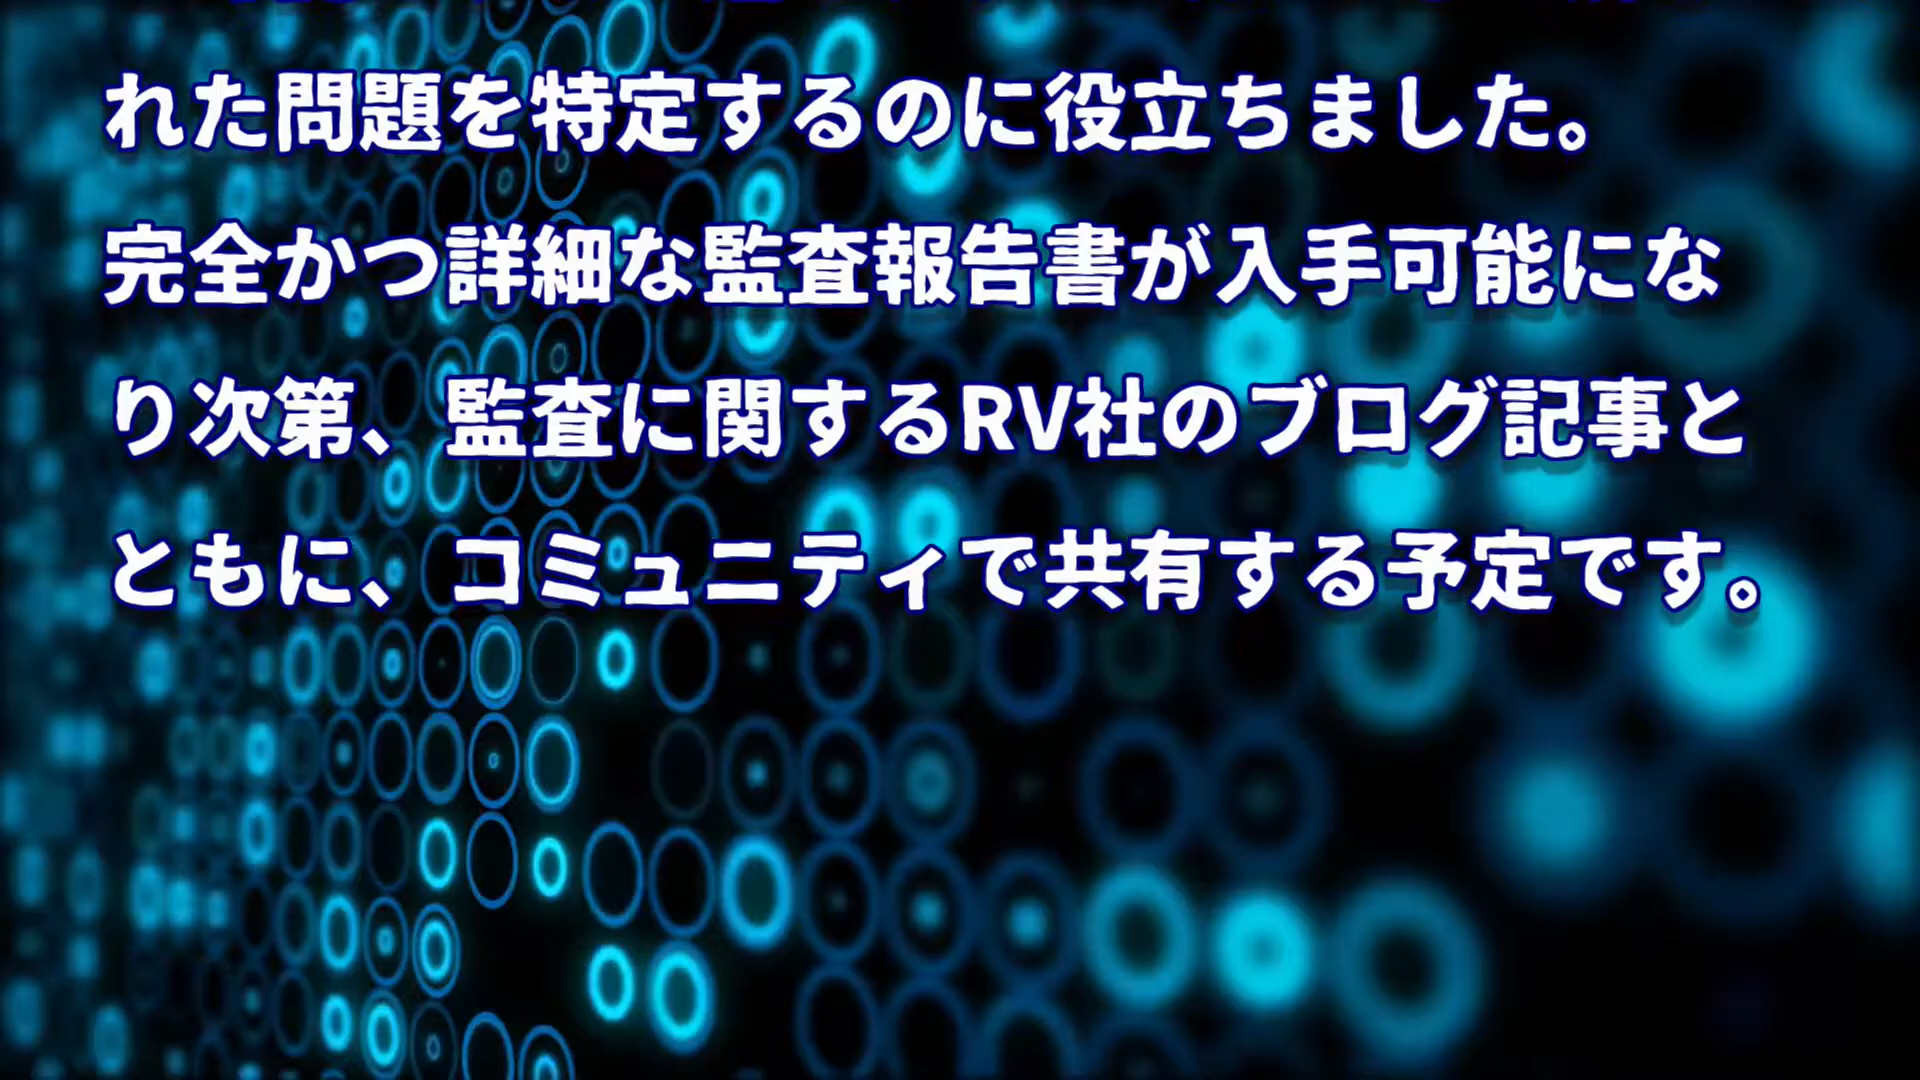 れた問題を特定するのに役立ちました。
完全かつ詳細な監査報告書が入手可能にな
り次第、監査に関するRV社のブログ記事と
ともに、コミュニティで共有する予定です。